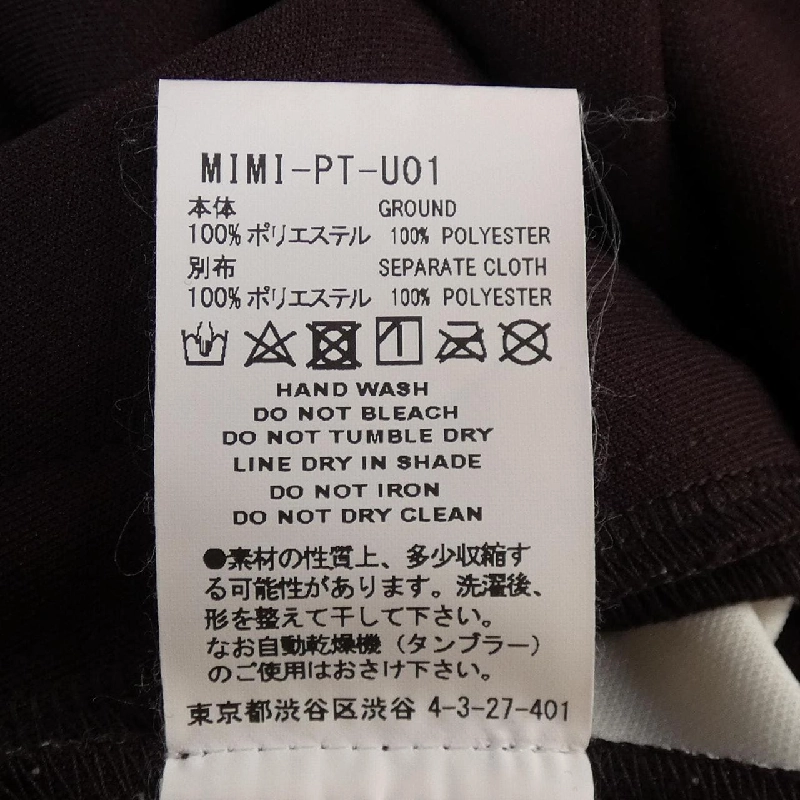 MIMI-PT-U01
本体 GROUND
100% ポリエステル 100% POLYESTER
別布 SEPARATE CLOTH
100% ポリエステル 100% POLYESTER
HAND WASH
DO NOT BLEACH
DO NOT TUMBLE DRY
LINE DRY IN SHADE
DO NOT IRON
DO NOT DRY CLEAN
●素材の性質上、多少収縮す
る可能性があります。洗濯後、
形を整えて干して下さい。
なお自動乾燥機（タンブラー）
のご使用はおさけ下さい。
東京都渋谷区渋谷 4-3-27-401